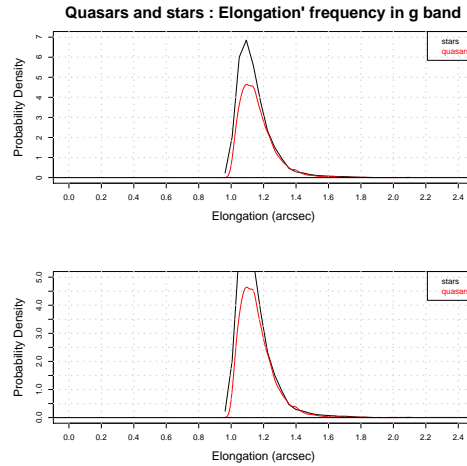 Quasars and stars : Elongation' frequency in g band
stars
quasars
Probability Density
7
6
5
4
3
2
1
0
0.0 0.2 0.4 0.6 0.8 1.0 1.2 1.4 1.6 1.8 2.0 2.2 2.4
Elongation (arcsec)
stars
quasars
Probability Density
5.0
4.0
3.0
2.0
1.0
0.0
0.0 0.2 0.4 0.6 0.8 1.0 1.2 1.4 1.6 1.8 2.0 2.2 2.4
Elongation (arcsec)